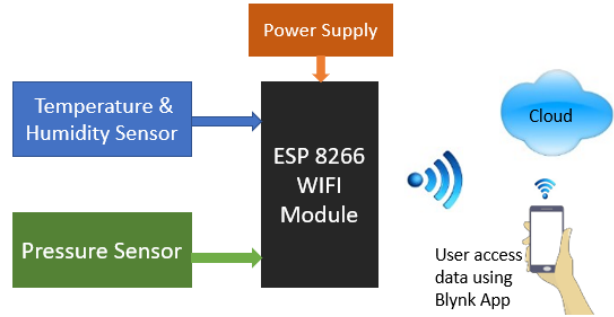 Power Supply
Temperature &
Humidity Sensor
ESP 8266
WIFI
Module
Pressure Sensor
Cloud
User access
data using
Blynk App